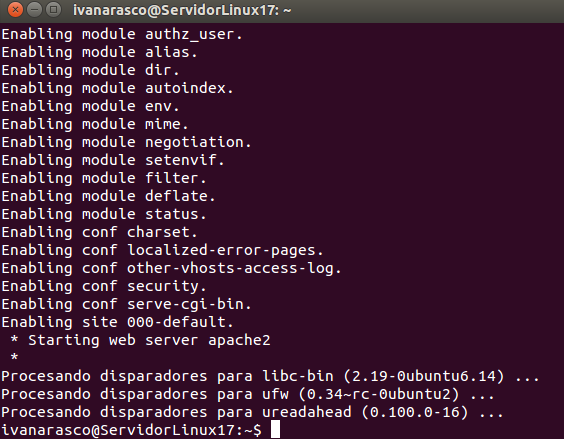 ivanarasco@ServidorLinux17: ~
Enabling module authz_user.
Enabling module alias.
Enabling module dir.
Enabling module autoindex.
Enabling module env.
Enabling module mime.
Enabling module negotiation.
Enabling module setenvif.
Enabling module filter.
Enabling module deflate.
Enabling module status.
Enabling conf charset.
Enabling conf localized-error-pages.
Enabling conf other-vhosts-access-log.
Enabling conf security.
Enabling conf serve-cgi-bin.
Enabling site 000-default.
 * Starting web server apache2
 *
Procesando disparadores para libc-bin (2.19-0ubuntu6.14) ...
Procesando disparadores para ufw (0.34~rc-0ubuntu2) ...
Procesando disparadores para ureadahead (0.100.0-16) ...
ivanarasco@ServidorLinux17:~$